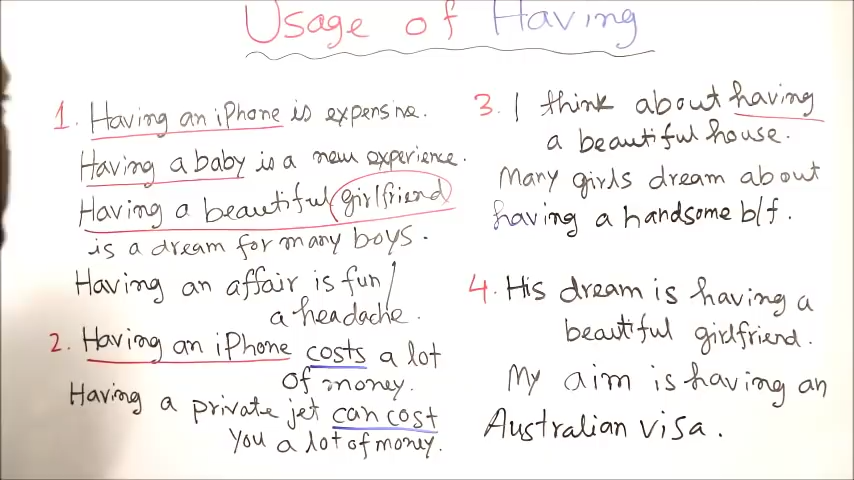 Usage of Having
1. Having an iPhone is expensive.
Having a baby is a new experience.
Having a beautiful girlfriend
is a dream for many boys.
Having an affair is fun/
a headache.
2. Having an iPhone costs a lot
of money.
Having a private jet can cost
you a lot of money.
3. I think about having
a beautiful house.
Many girls dream about
having a handsome b/f.
4. His dream is having a
beautiful girlfriend.
My aim is having an
Australian visa.